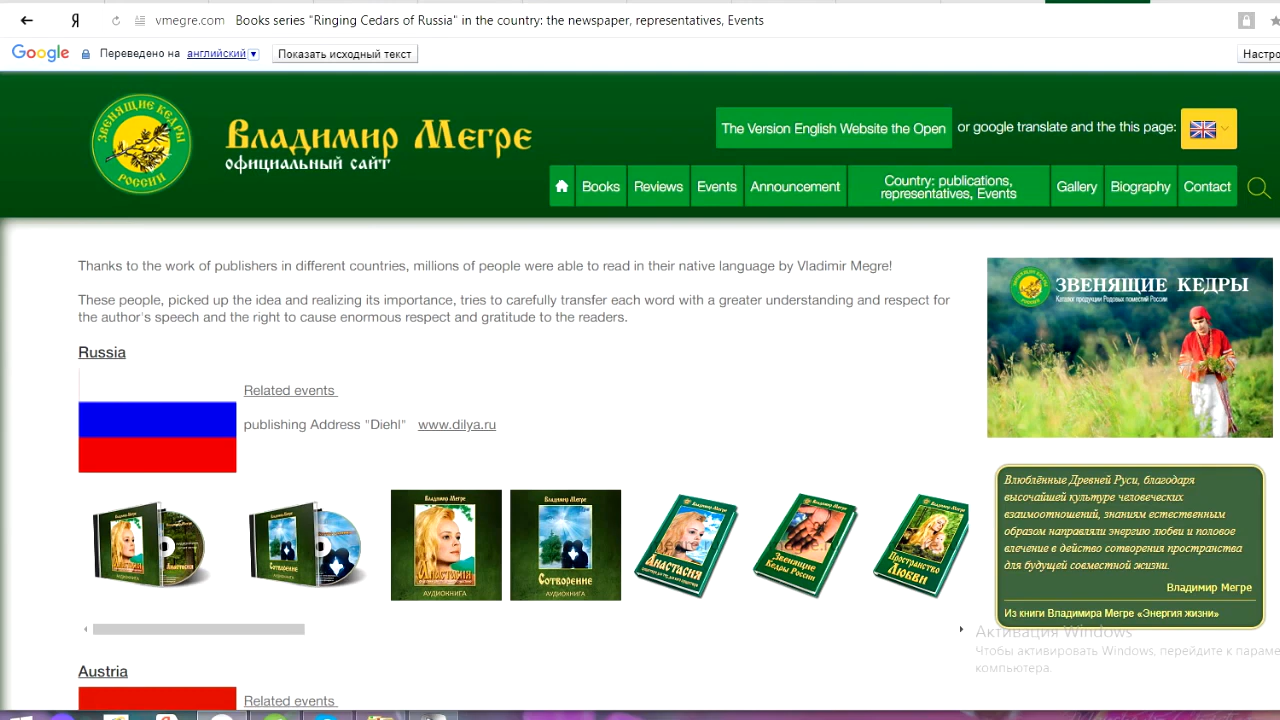 Я
vmegre.com Books series "Ringing Cedars of Russia" in the country: the newspaper, representatives, Events
Google Переведено на английский Показать исходный текст Настро
ЗВЕНЯЩИЕ КЕДРЫ
РОССИИ
Владимир Мегре
официальный сайт
The Version English Website the Open or google translate and the this page:
Books Reviews Events Announcement Country: publications,
representatives, Events Gallery Biography Contact
Thanks to the work of publishers in different countries, millions of people were able to read in their native language by Vladimir Megre!
These people, picked up the idea and realizing its importance, tries to carefully transfer each word with a greater understanding and respect for
the author's speech and the right to cause enormous respect and gratitude to the readers.
Russia
Related events
publishing Address "Diehl" www.dilya.ru
Владимир Мегре
Анастасия
АУДИОКНИГА
Владимир Мегре
Сотворение
АУДИОКНИГА
Анастасия
Звенящие
Кедры России
Пространство
Любви
Austria
Related events
ЗВЕНЯЩИЕ КЕДРЫ
Каталог продукции Родовых поместий России
Влюблённые Древней Руси, благодаря
высочайшей культуре человеческих
взаимоотношений, знаниям естественным
образом направляли энергию любви и половое
влечение в действо сотворения пространства
для будущей совместной жизни.
Владимир Мегре
Из книги Владимира Мегре «Энергия жизни»
Активация Windows
Чтобы активировать Windows, перейдите к параме
компьютера.